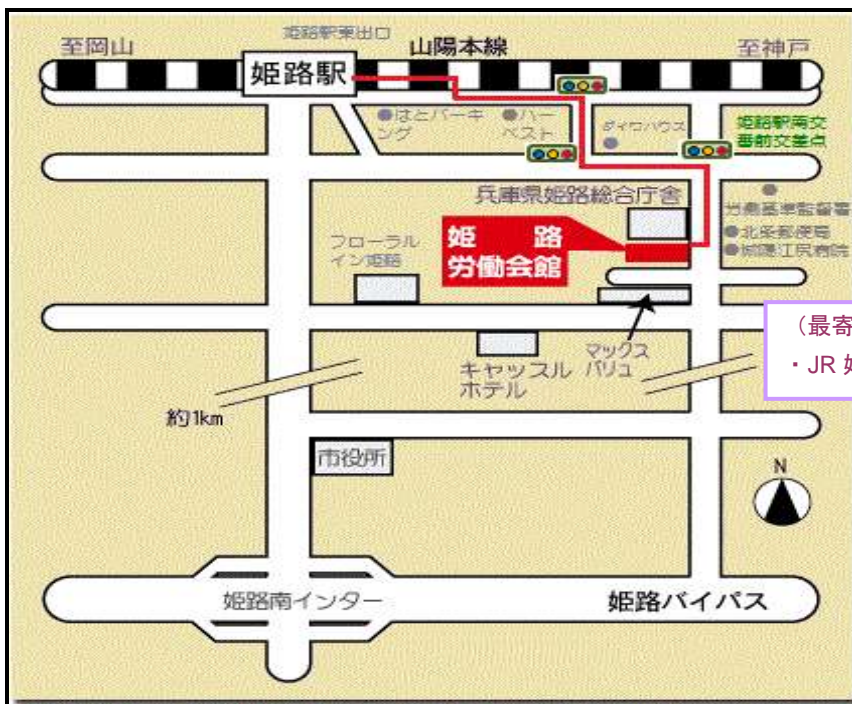 姫路駅東出口
至岡山
山陽本線
至神戸
姫路駅
●はとパーキ
ング
●ハー
ベスト
ダイワハウス
姫路駅南交
番前交差点
兵庫県姫路総合庁舎
労働基準監督署
●北条郵便局
●城陽江尻病院
フローラル
イン姫路
姫 路
労働会館
(最寄
・JR 姫
マックス
バリュ
キャッスル
ホテル
約1km
市役所
N
姫路南インター
姫路バイパス